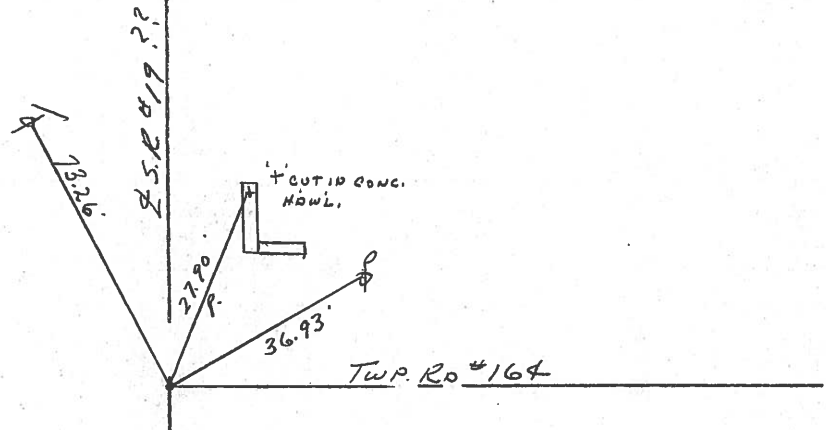 ℄ S.R #19 ??
73.26'
'+' CUT IN CONC.
HDWL.
27.90'
P.
36.93'
TWP. RD #164